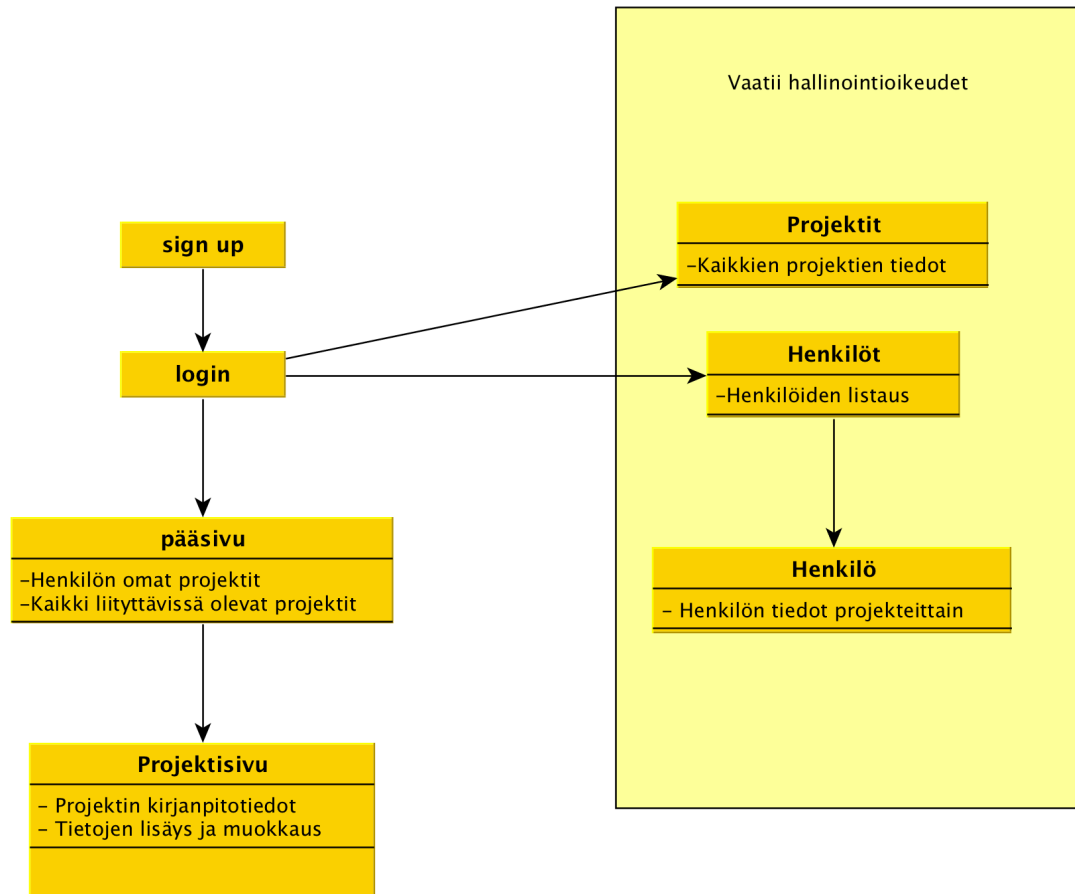 Vaatii hallinointioikeudet
sign up
login
pääsivu
-Henkilön omat projektit
-Kaikki liityttävissä olevat projektit
Projektisivu
- Projektin kirjanpitotiedot
- Tietojen lisäys ja muokkaus
Projektit
-Kaikkien projektien tiedot
Henkilöt
-Henkilöiden listaus
Henkilö
- Henkilön tiedot projekteittain